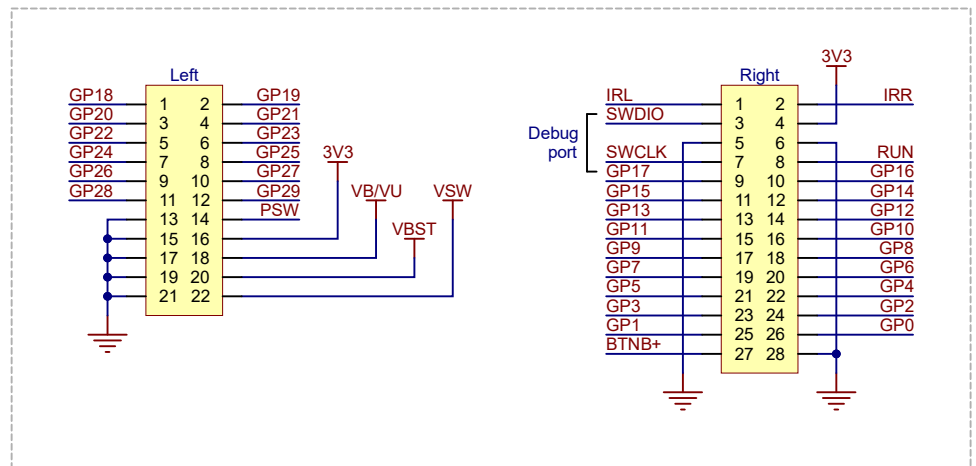 Left
GP18 1 2 GP19
GP20 3 4 GP21
GP22 5 6 GP23
GP24 7 8 GP25
GP26 9 10 GP27
GP28 11 12 GP29
13 14 PSW
15 16 3V3
17 18 VB/VU
19 20 VBST
21 22 VSW
Right
3V3
IRL 1 2 IRR
SWDIO 3 4
Debug port
5 6
SWCLK 7 8 RUN
GP17 9 10 GP16
GP15 11 12 GP14
GP13 13 14 GP12
GP11 15 16 GP10
GP9 17 18 GP8
GP7 19 20 GP6
GP5 21 22 GP4
GP3 23 24 GP2
GP1 25 26 GP0
BTNB+ 27 28